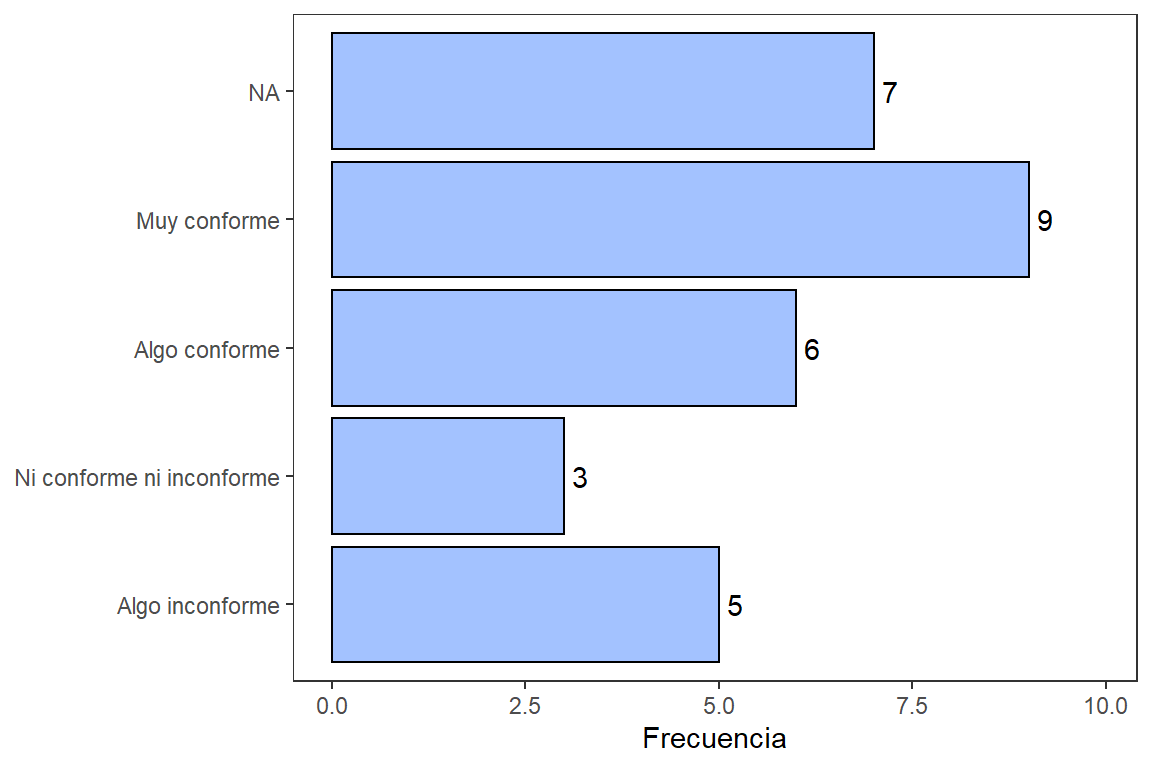 NA
7
Muy conforme
9
Algo conforme
6
Ni conforme ni inconforme
3
Algo inconforme
5
0.0 2.5 5.0 7.5 10.0
Frecuencia